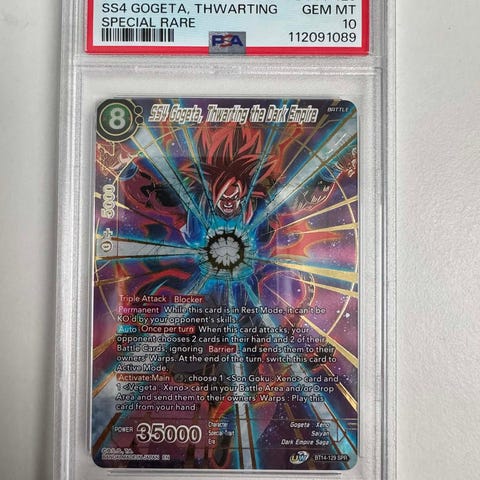 SS4 GOGETA, THWARTING GEM MT
SPECIAL RARE 10
PSA 112091089
8 SS4 Gogeta, Thwarting the Dark Empire BATTLE
5000
Triple Attack Blocker
Permanent While this card is in Rest Mode, it can't be
KO'd by your opponent's skills.
Auto Once per turn When this card attacks, your
opponent chooses 2 cards in their hand and 2 of their
Battle Cards, ignoring Barrier, and sends them to their
owners' Warps. At the end of the turn, switch this card to
Active Mode.
Activate:Main, choose 1 <Son Goku: Xeno> card and
1 <Vegeta: Xeno> card in your Battle Area and/or Drop
Area and send them to their owners' Warps : Play this
card from your hand.
POWER 35000
Character Gogeta : Xeno
Special Trait Saiyan
Era Dark Empire Saga
BANDAI MADE IN JAPAN EN
BT14-129 SPR